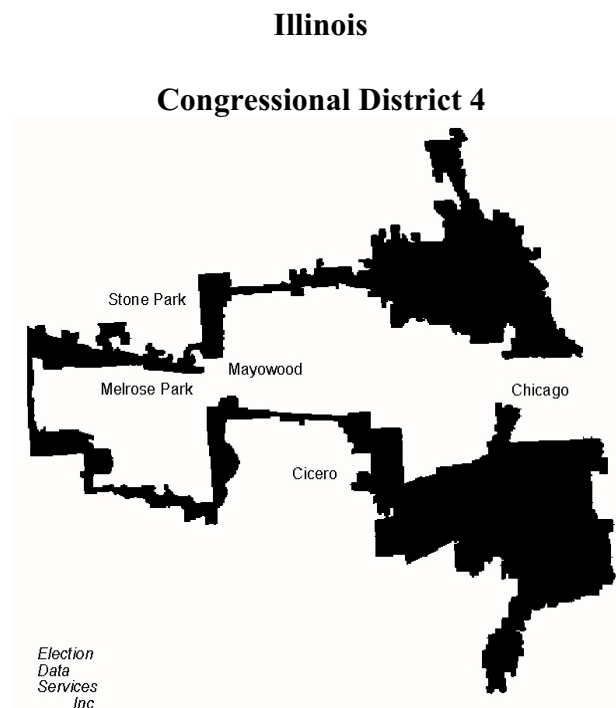 Illinois
Congressional District 4
Stone Park
Mayowood
Melrose Park
Chicago
Cicero
Election
Data
Services
Inc